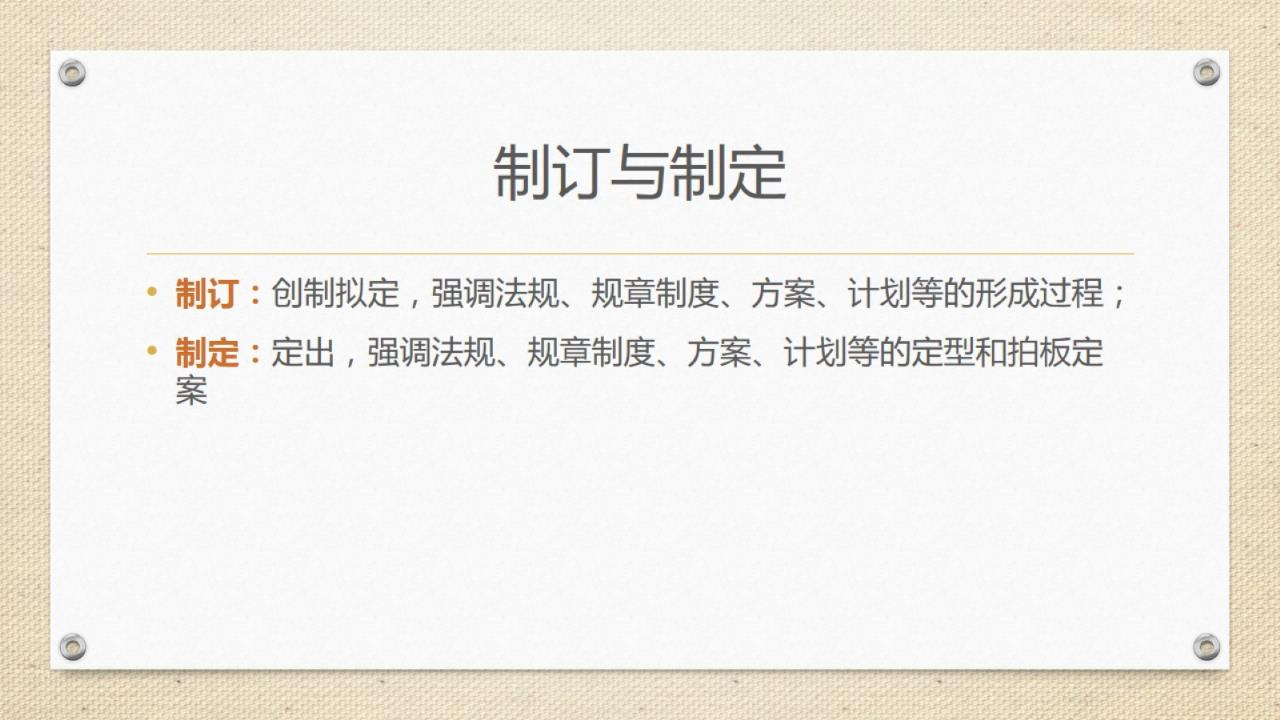 制订与制定
• 制订：创制拟定，强调法规、规章制度、方案、计划等的形成过程；
• 制定：定出，强调法规、规章制度、方案、计划等的定型和拍板定
案